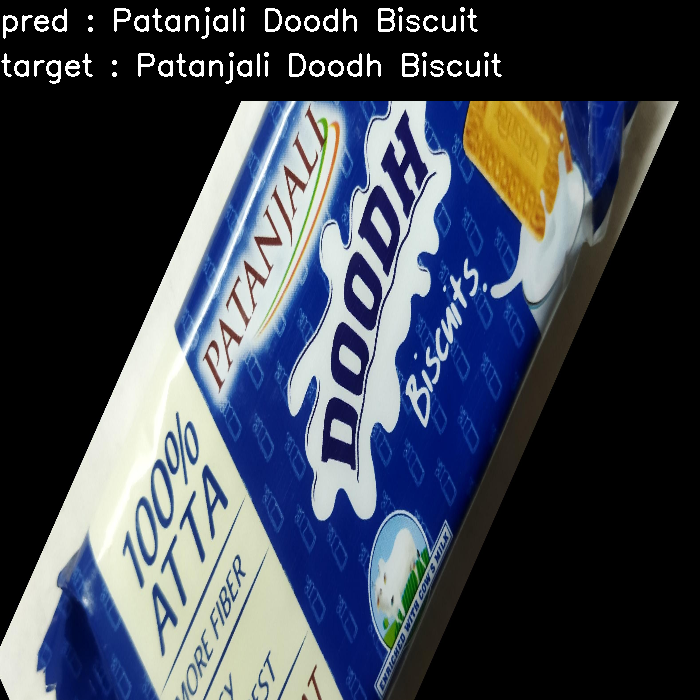 pred : Patanjali Doodh Biscuit
target : Patanjali Doodh Biscuit
PATANJALI
DOODH
Biscuits.
100%
ATTA
MORE FIBER
ENRICHED WITH COW'S MILK